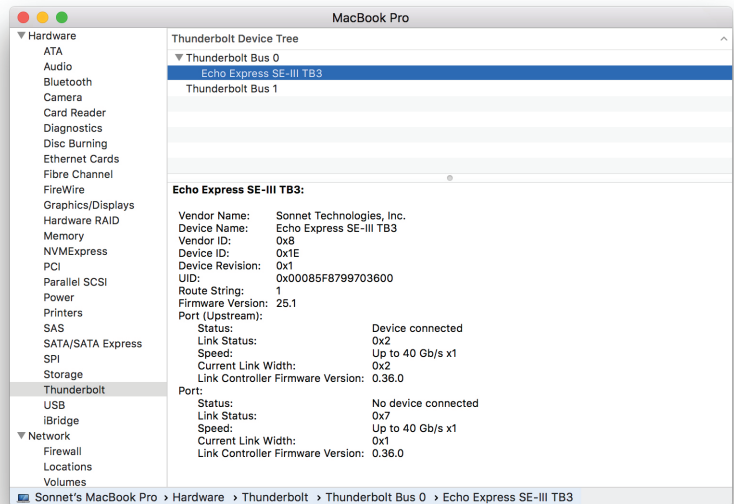 MacBook Pro
Hardware
ATA
Audio
Bluetooth
Camera
Card Reader
Diagnostics
Disc Burning
Ethernet Cards
Fibre Channel
FireWire
Graphics/Displays
Hardware RAID
Memory
NVMExpress
PCI
Parallel SCSI
Power
Printers
SAS
SATA/SATA Express
SPI
Storage
Thunderbolt
USB
iBridge
Network
Firewall
Locations
Volumes
Thunderbolt Device Tree
Thunderbolt Bus 0
Echo Express SE-III TB3
Thunderbolt Bus 1
Echo Express SE-III TB3:
Vendor Name: Sonnet Technologies, Inc.
Device Name: Echo Express SE-III TB3
Vendor ID: 0x8
Device ID: 0x1E
Device Revision: 0x1
UID: 0x00085F8799703600
Route String: 1
Firmware Version: 25.1
Port (Upstream):
Status: Device connected
Link Status: 0x2
Speed: Up to 40 Gb/s x1
Current Link Width: 0x2
Link Controller Firmware Version: 0.36.0
Port:
Status: No device connected
Link Status: 0x7
Speed: Up to 40 Gb/s x1
Current Link Width: 0x1
Link Controller Firmware Version: 0.36.0
Sonnet's MacBook Pro › Hardware › Thunderbolt › Thunderbolt Bus 0 › Echo Express SE-III TB3